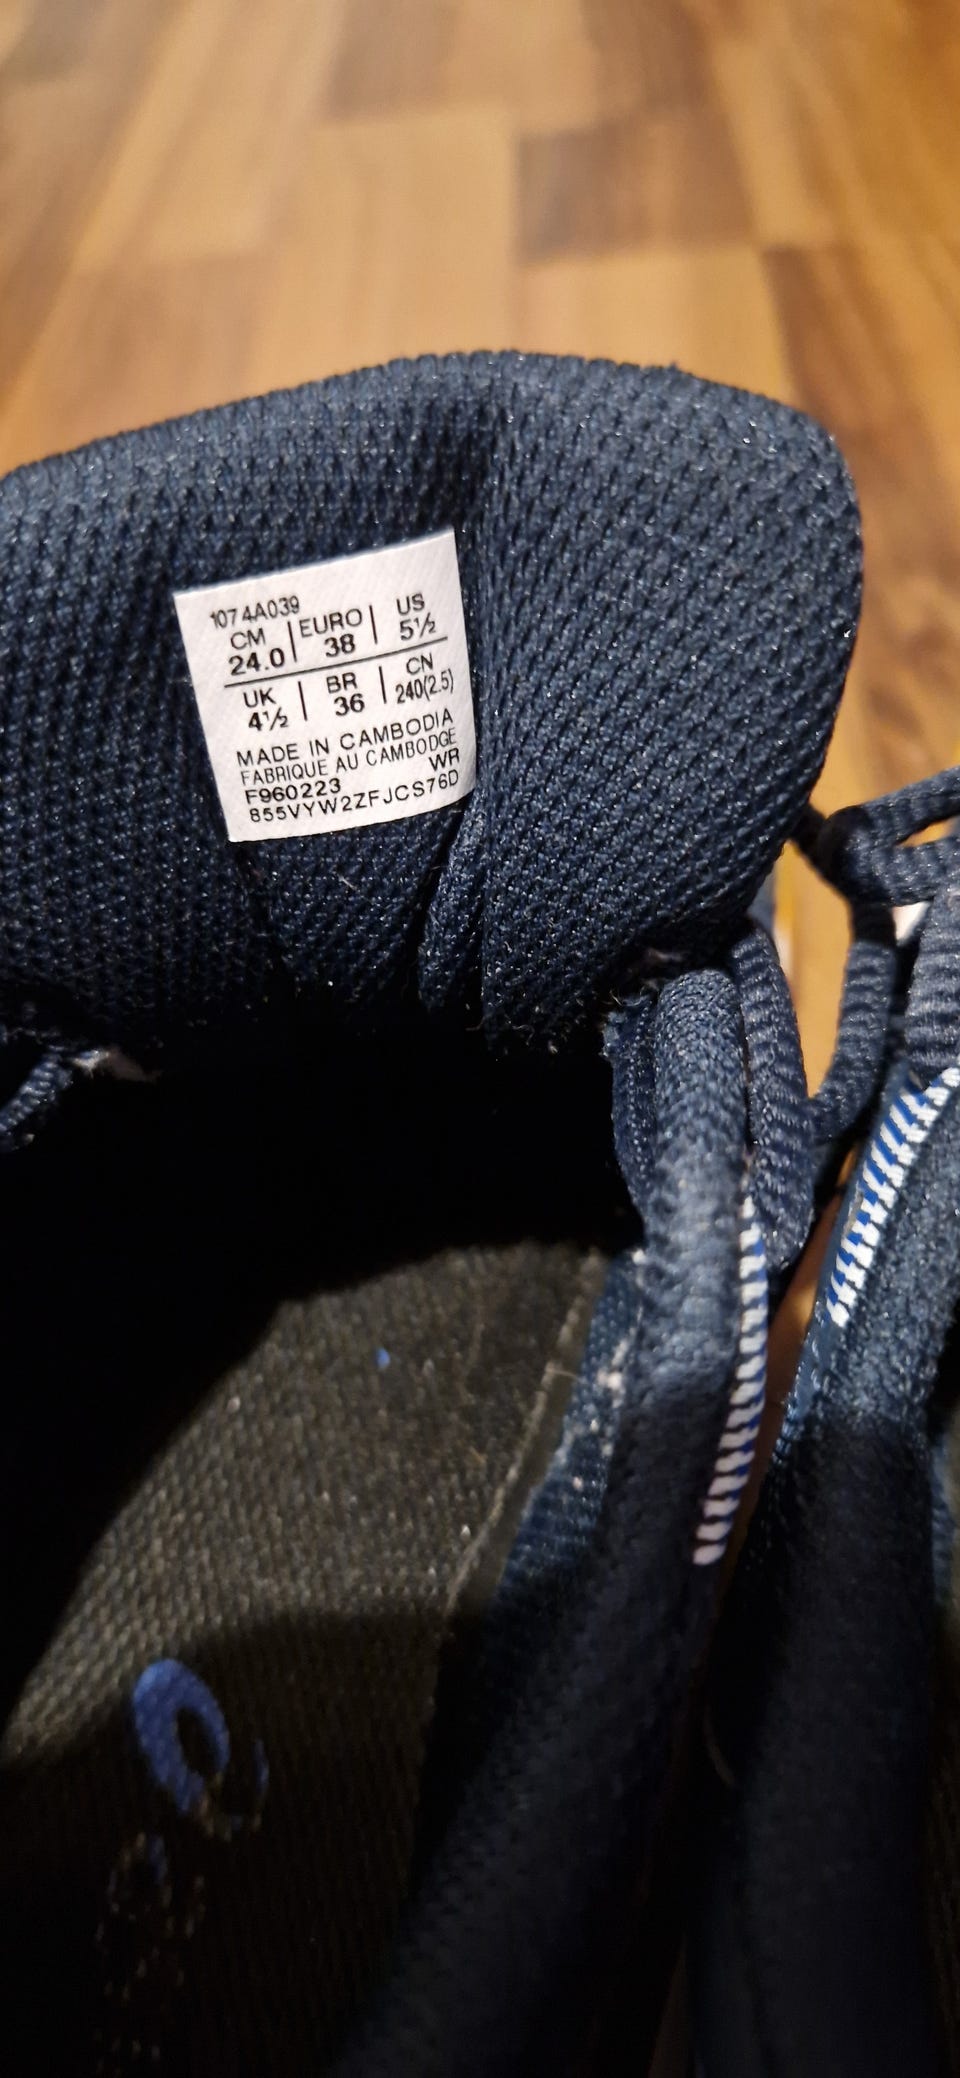 1074A039
CM | EURO | US
24.0 | 38 | 5½
UK | BR | CN
4½ | 36 | 240(2.5)
MADE IN CAMBODIA
FABRIQUE AU CAMBODGE
F960223 WR
855VYW2ZFJCS76D